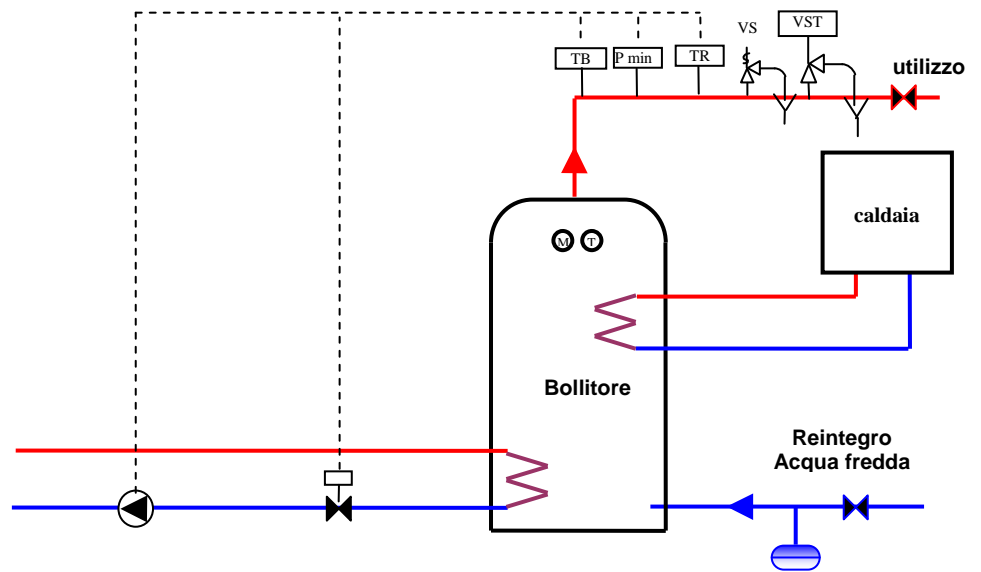 VS
VST
TB
P min
TR
utilizzo
caldaia
M
T
Bollitore
Reintegro
Acqua fredda